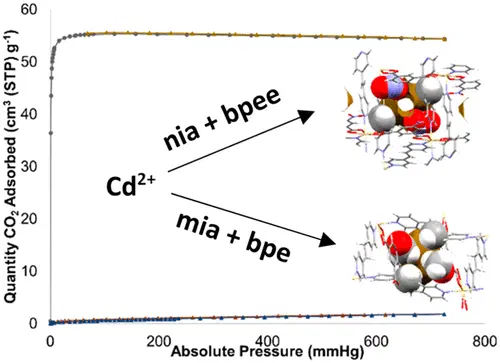 60
50
40
30
20
10
0
Quantity CO2 Adsorbed (cm3 (STP) g-1)
nia + bpee
Cd2+
mia + bpe
0
200
400
600
800
Absolute Pressure (mmHg)